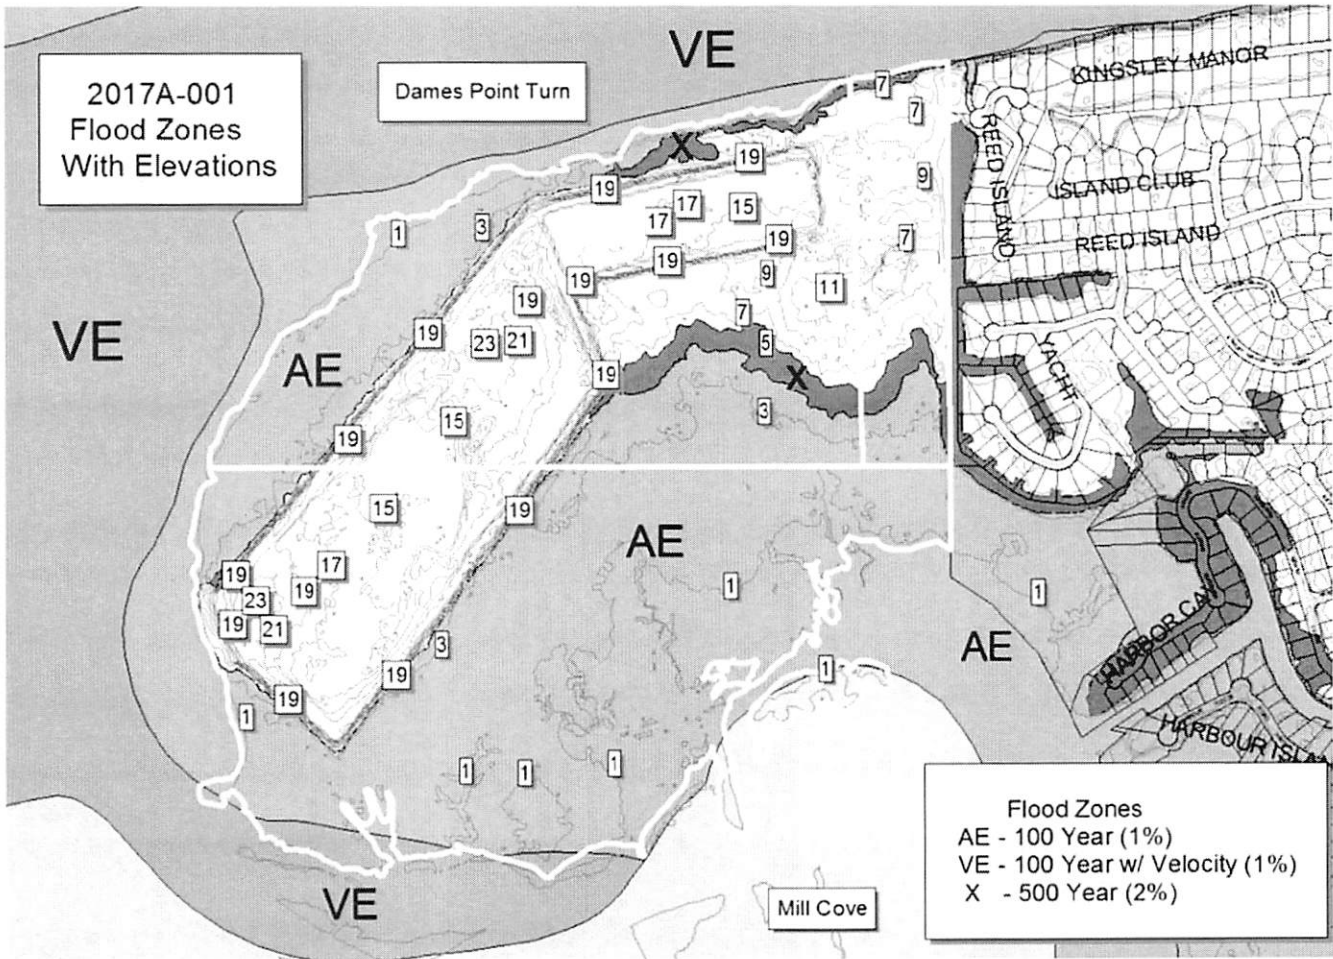 VE
2017A-001
Flood Zones
With Elevations
Dames Point Turn
KINGSLEY MANOR
7
7
X
REED ISLAND
19
19
9
ISLAND CLUB
17
15
17
1
3
7
REED ISLAND
19
19
9
19
11
19
7
VE
19
23
21
5
YACHT
AE
19
X
3
15
19
15
19
AE
17
19
1
19
1
23
HARBOR CA
19
21
3
AE
1
19
19
1
HARBOUR ISLA
1
1
1
Flood Zones
AE - 100 Year (1%)
VE - 100 Year w/ Velocity (1%)
X - 500 Year (2%)
VE
Mill Cove